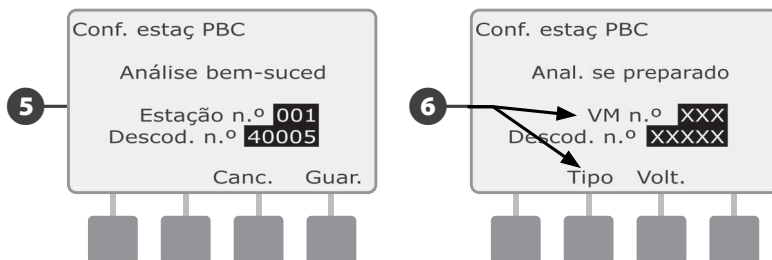 Conf. estaç PBC
Análise bem-suced
5
Estação n.º 001
Descod. n.º 40005
Canc. Guar.
Conf. estaç PBC
Anal. se preparado
6
VM n.º XXX
Descod. n.º XXXXX
Tipo Volt.